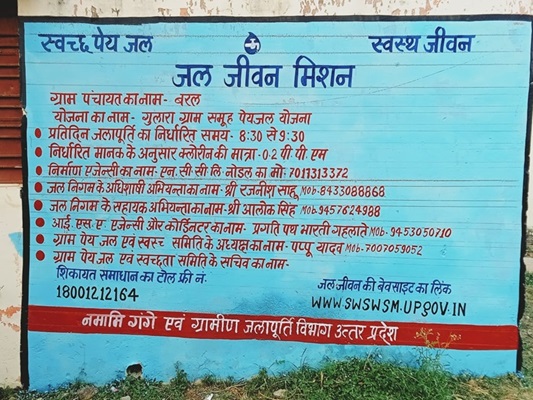 स्वच्छ पेय जल
स्वस्थ जीवन
जल जीवन मिशन
ग्राम पंचायत का नाम- बरल
योजना का नाम- गुलारा ग्राम समूह पेयजल योजना
• प्रतिदिन जलापूर्ति का निर्धारित समय- 8:30 से 9:30
• निर्धारित मानक के अनुसार क्लोरीन की मात्रा-0.2 पी पी एम
• निर्माण एजेन्सी का नाम- एन. सी सी लि. नोडल का मो: 7011313372
• जल निगम के अधिशाषी अभियन्ता का नाम- श्री रजनीश साहू Mob-8433088868
• जल निगम के सहायक अभियन्ता का नाम-श्री आलोक सिंह Mob.9457624988
• आई. एस. ए. एजेन्सी और कोर्डिनटर का नाम- प्रगति पथ भारती गहलाते Mob-9453050710
• ग्राम पेय जल एवं स्वच्छ समिति के अध्यक्ष का नाम- पप्पू यादव Mob-7007059052
• ग्राम पेय जल एवं स्वच्छता समिति के सचिव का नाम-
शिकायत समाधान का टोल फ्री नं.
18001212164
जल जीवन की वेवसाइट का लिंक
WWW.SWSWSM.UPGOV.IN
नमामि गंगे एवं ग्रामीण जलापूर्ति विभाग उत्तर प्रदेश